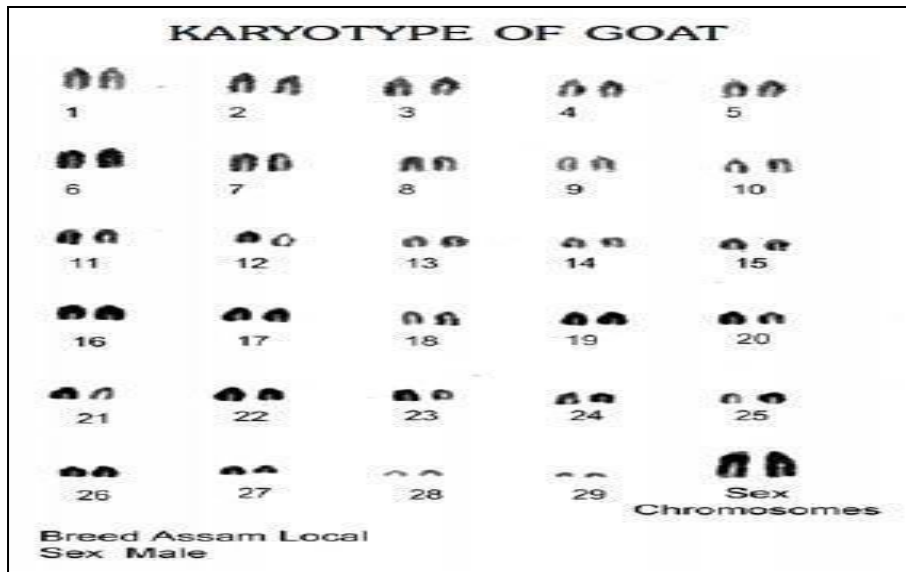 KARYOTYPE OF GOAT
1 2 3 4 5
6 7 8 9 10
11 12 13 14 15
16 17 18 19 20
21 22 23 24 25
26 27 28 29 Sex
Chromosomes
Breed Assam Local
Sex Male